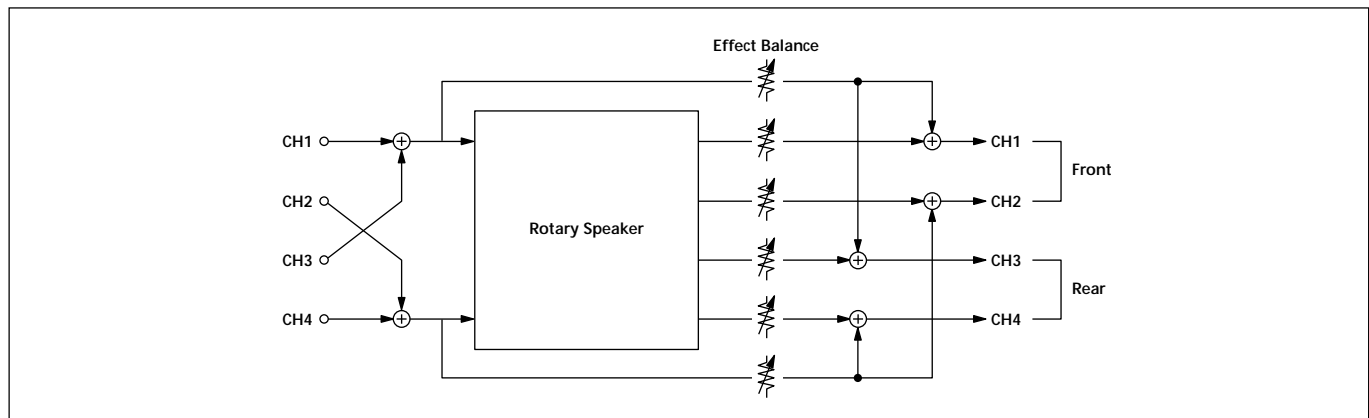 Effect Balance
CH1
CH2
CH3
CH4
Rotary Speaker
CH1
CH2
CH3
CH4
Front
Rear